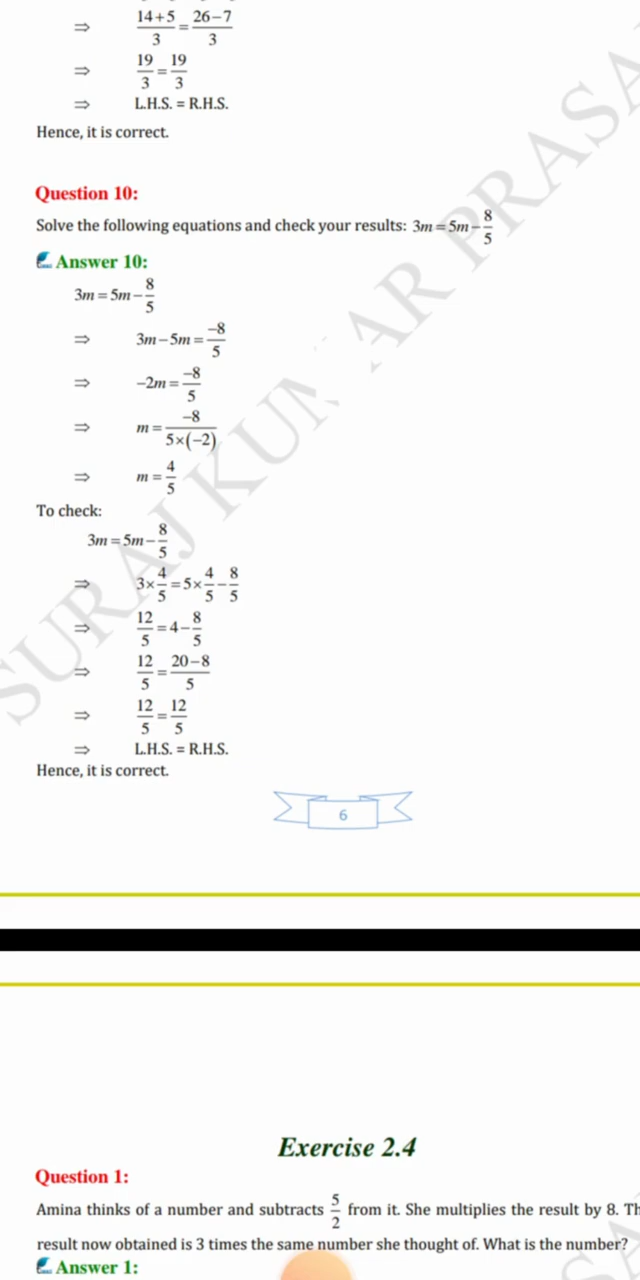 ⇒ 14+5/3 = 26−7/3
⇒ 19/3 = 19/3
⇒ L.H.S. = R.H.S.
Hence, it is correct.
Question 10:
Solve the following equations and check your results: 3m = 5m − 8/5
Answer 10:
3m = 5m − 8/5
⇒ 3m − 5m = −8/5
⇒ −2m = −8/5
⇒ m = −8/5×(−2)
⇒ m = 4/5
To check:
3m = 5m − 8/5
⇒ 3× 4/5 = 5× 4/5 − 8/5
⇒ 12/5 = 4 − 8/5
⇒ 12/5 = 20−8/5
⇒ 12/5 = 12/5
⇒ L.H.S. = R.H.S.
Hence, it is correct.
6
Exercise 2.4
Question 1:
Amina thinks of a number and subtracts 5/2 from it. She multiplies the result by 8. Th
result now obtained is 3 times the same number she thought of. What is the number?
Answer 1:
SURAJ KUMAR PRASA